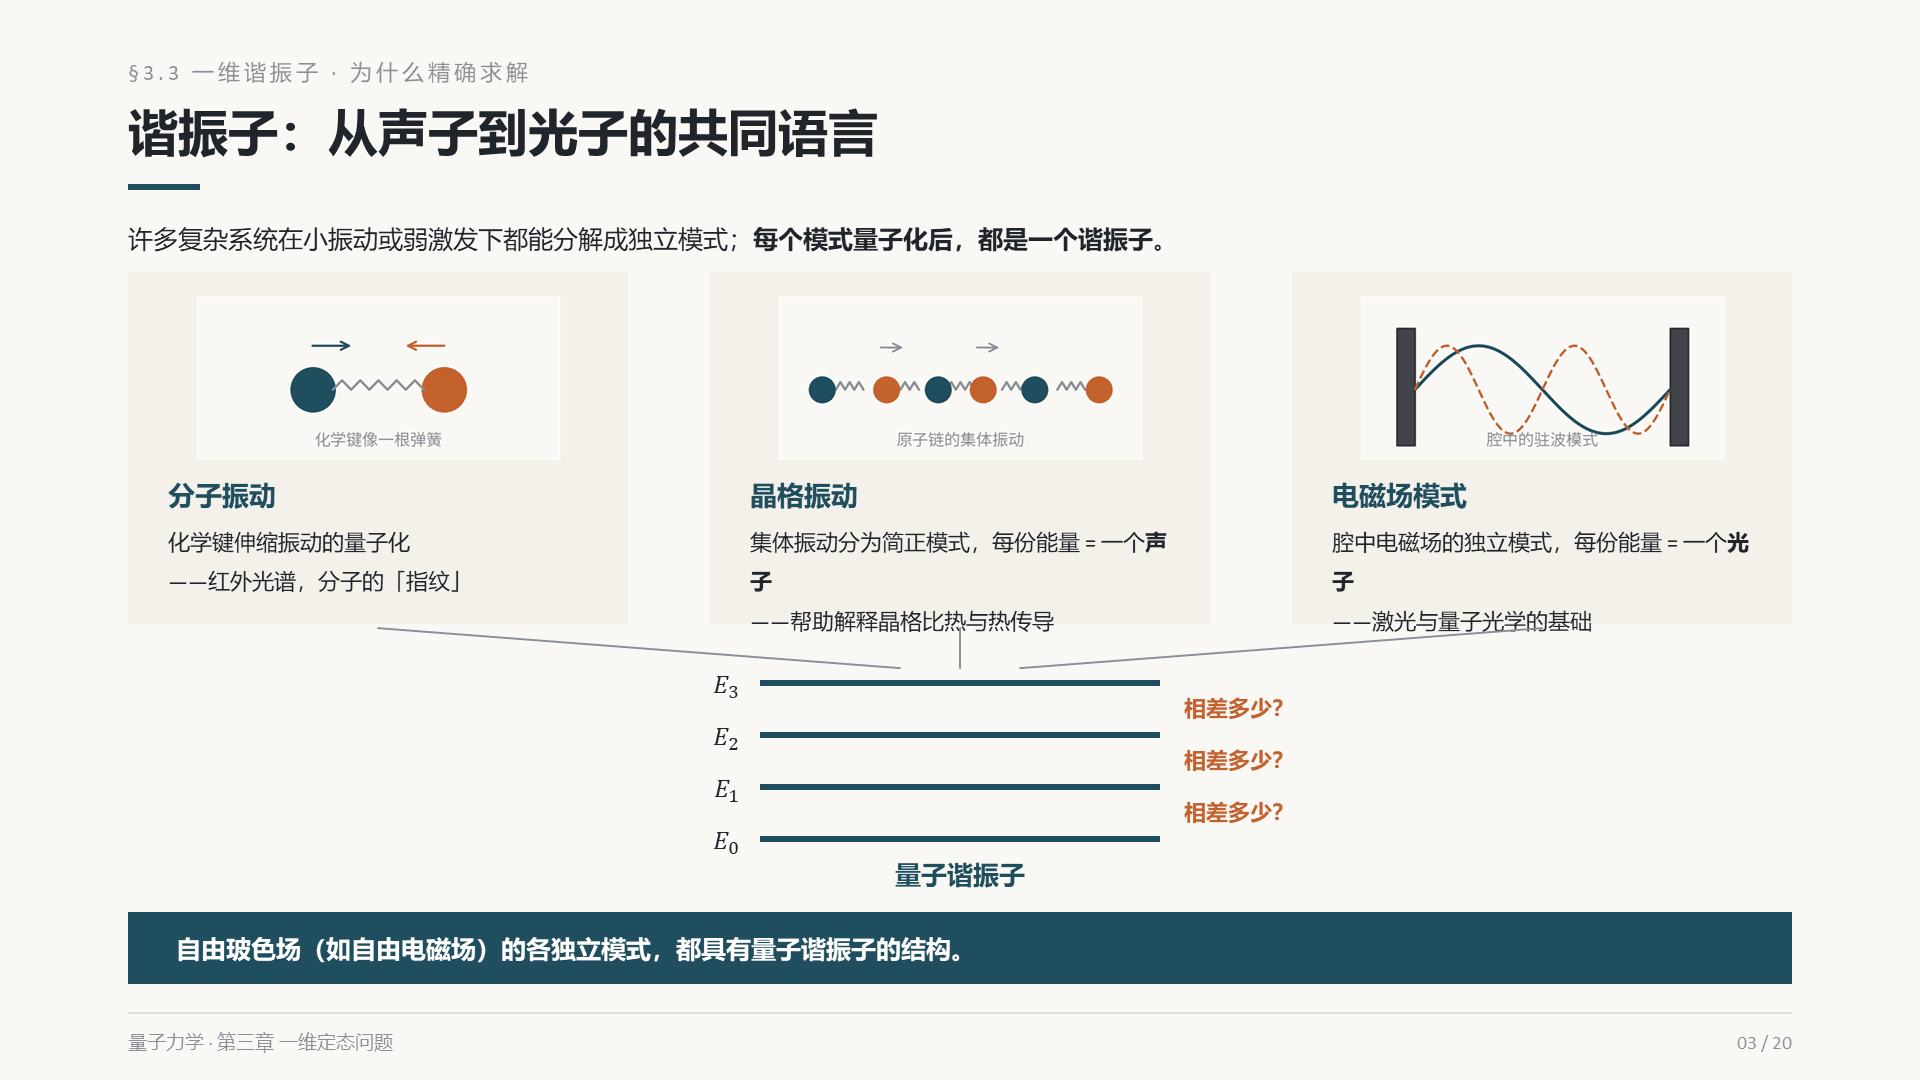 §3.3 一维谐振子 · 为什么精确求解
谐振子：从声子到光子的共同语言
许多复杂系统在小振动或弱激发下都能分解成独立模式；每个模式量子化后，都是一个谐振子。
化学键像一根弹簧
分子振动
化学键伸缩振动的量子化
——红外光谱，分子的「指纹」
原子链的集体振动
晶格振动
集体振动分为简正模式，每份能量 = 一个声
子
——帮助解释晶格比热与热传导
腔中的驻波模式
电磁场模式
腔中电磁场的独立模式，每份能量 = 一个光
子
——激光与量子光学的基础
E₃
相差多少？
E₂
相差多少？
E₁
相差多少？
E₀
量子谐振子
自由玻色场（如自由电磁场）的各独立模式，都具有量子谐振子的结构。
量子力学 · 第三章 一维定态问题
03 / 20